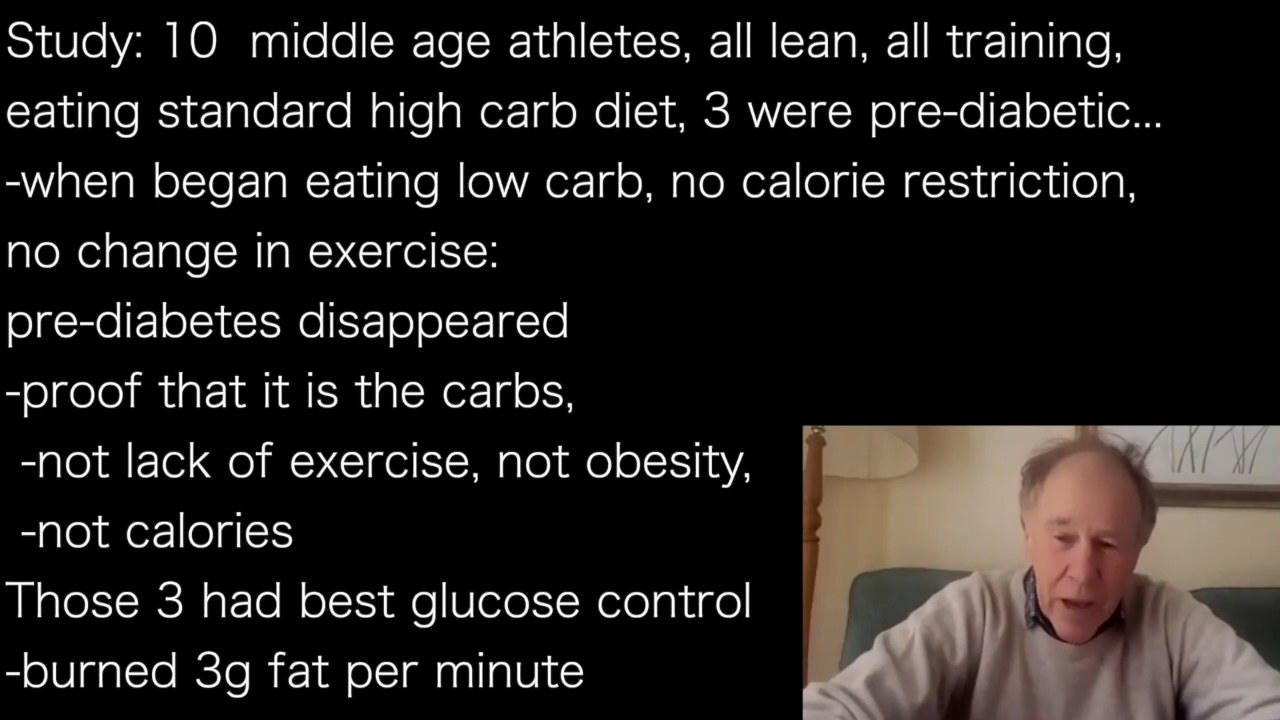 Study: 10 middle age athletes, all lean, all training,
eating standard high carb diet, 3 were pre-diabetic...
-when began eating low carb, no calorie restriction,
no change in exercise:
pre-diabetes disappeared
-proof that it is the carbs,
-not lack of exercise, not obesity,
-not calories
Those 3 had best glucose control
-burned 3g fat per minute